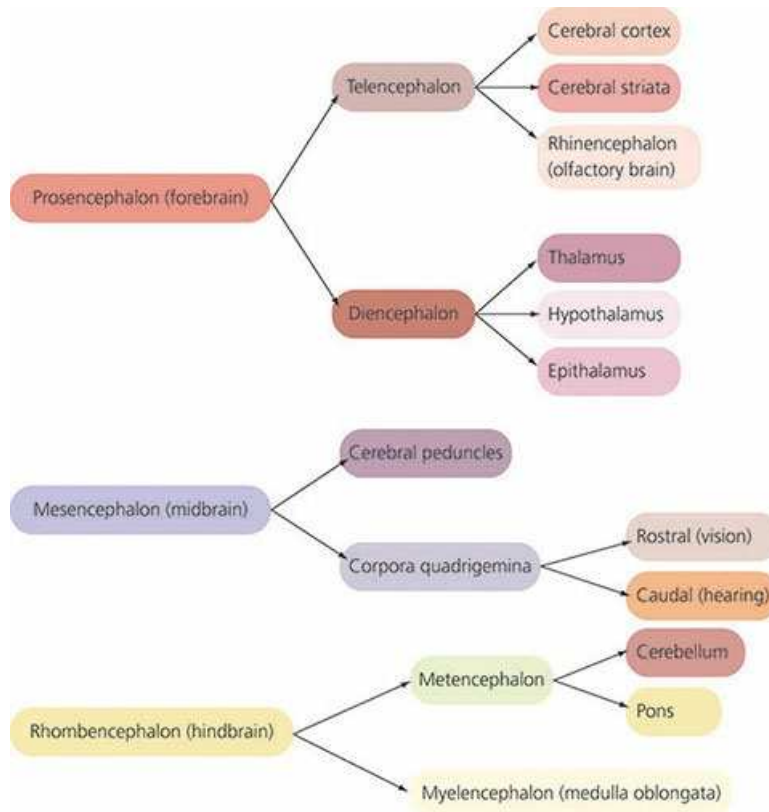 Cerebral cortex
Telencephalon
Cerebral striata
Rhinencephalon
(olfactory brain)
Prosencephalon (forebrain)
Thalamus
Diencephalon
Hypothalamus
Epithalamus
Cerebral peduncles
Mesencephalon (midbrain)
Corpora quadrigemina
Rostral (vision)
Caudal (hearing)
Cerebellum
Metencephalon
Pons
Rhombencephalon (hindbrain)
Myelencephalon (medulla oblongata)